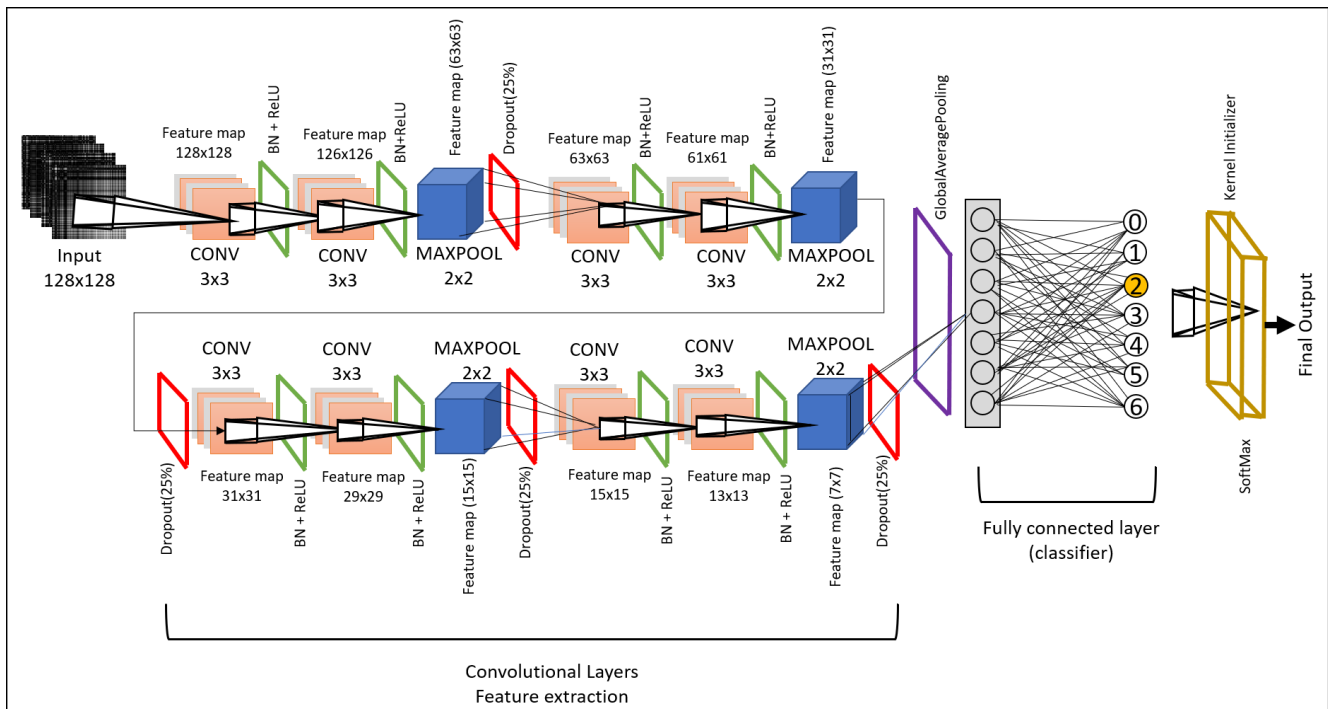 Feature map
128x128
BN + ReLU
Feature map
126x126
BN+ReLU
Feature map (63x63)
Dropout(25%)
Feature map
63x63
BN+ReLU
Feature map
61x61
BN+ReLU
Feature map (31x31)
Input
128x128
CONV
3x3
CONV
3x3
MAXPOOL
2x2
CONV
3x3
CONV
3x3
MAXPOOL
2x2
Dropout(25%)
CONV
3x3
Feature map
31x31
BN + ReLU
CONV
3x3
Feature map
29x29
BN + ReLU
MAXPOOL
2x2
Feature map (15x15)
Dropout(25%)
CONV
3x3
Feature map
15x15
BN + ReLU
CONV
3x3
Feature map
13x13
BN + ReLU
MAXPOOL
2x2
Feature map (7x7)
Dropout(25%)
GlobalAveragePooling
0
1
2
3
4
5
6
Fully connected layer
(classifier)
Kernel Initializer
SoftMax
Final Output
Convolutional Layers
Feature extraction